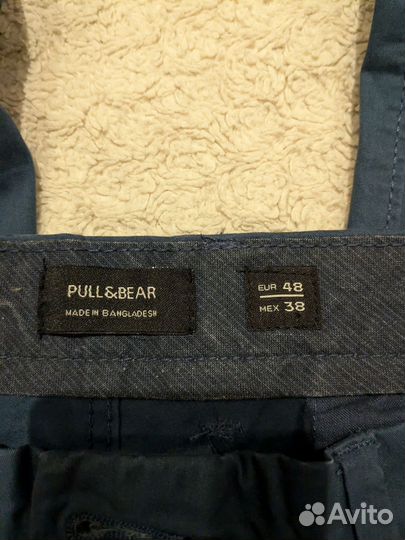 PULL&BEAR
MADE IN BANGLADESH
EUR 48
MEX 38
Avito